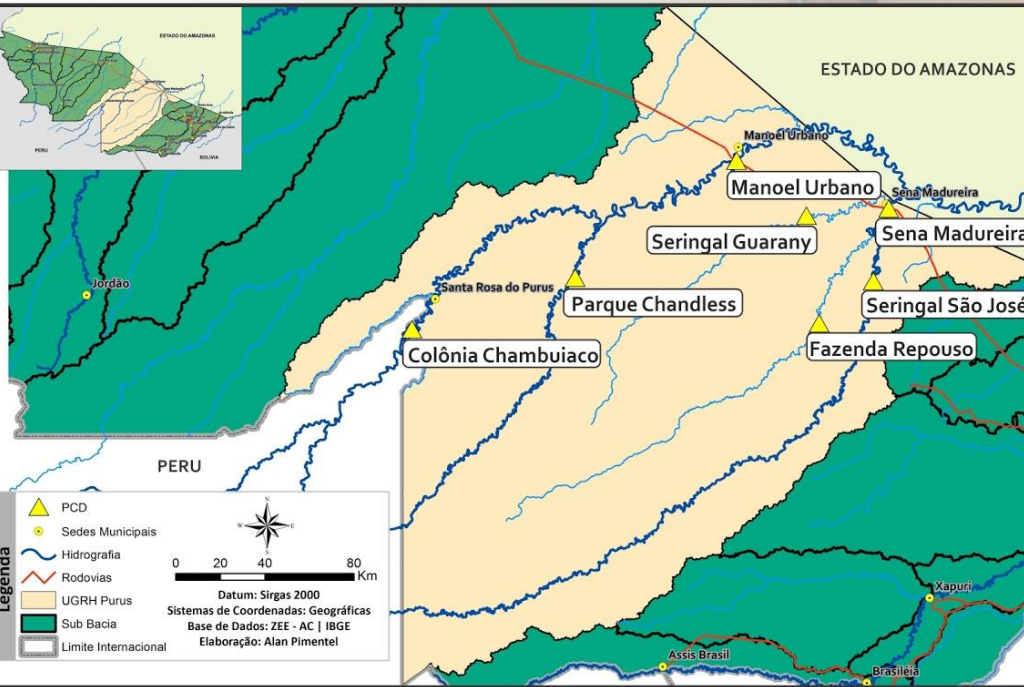 ESTADO DO AMAZONAS
PERU
BOLÍVIA
ESTADO DO AMAZONAS
Manoel Urbano
Manoel Urbano
Sena Madureira
Seringal Guarany
Sena Madureira
Jordão
Santa Rosa do Purus
Parque Chandless
Seringal São José
Colônia Chambuiaco
Fazenda Repouso
PERU
Legenda
PCD
Sedes Municipais
Hidrografia
Rodovias
UGRH Purus
Sub Bacia
Limite Internacional
N
W
E
S
0 20 40 80
Km
Datum: Sirgas 2000
Sistemas de Coordenadas: Geográficas
Base de Dados: ZEE - AC | IBGE
Elaboração: Alan Pimentel
Xapuri
Assis Brasil
Brasiléia